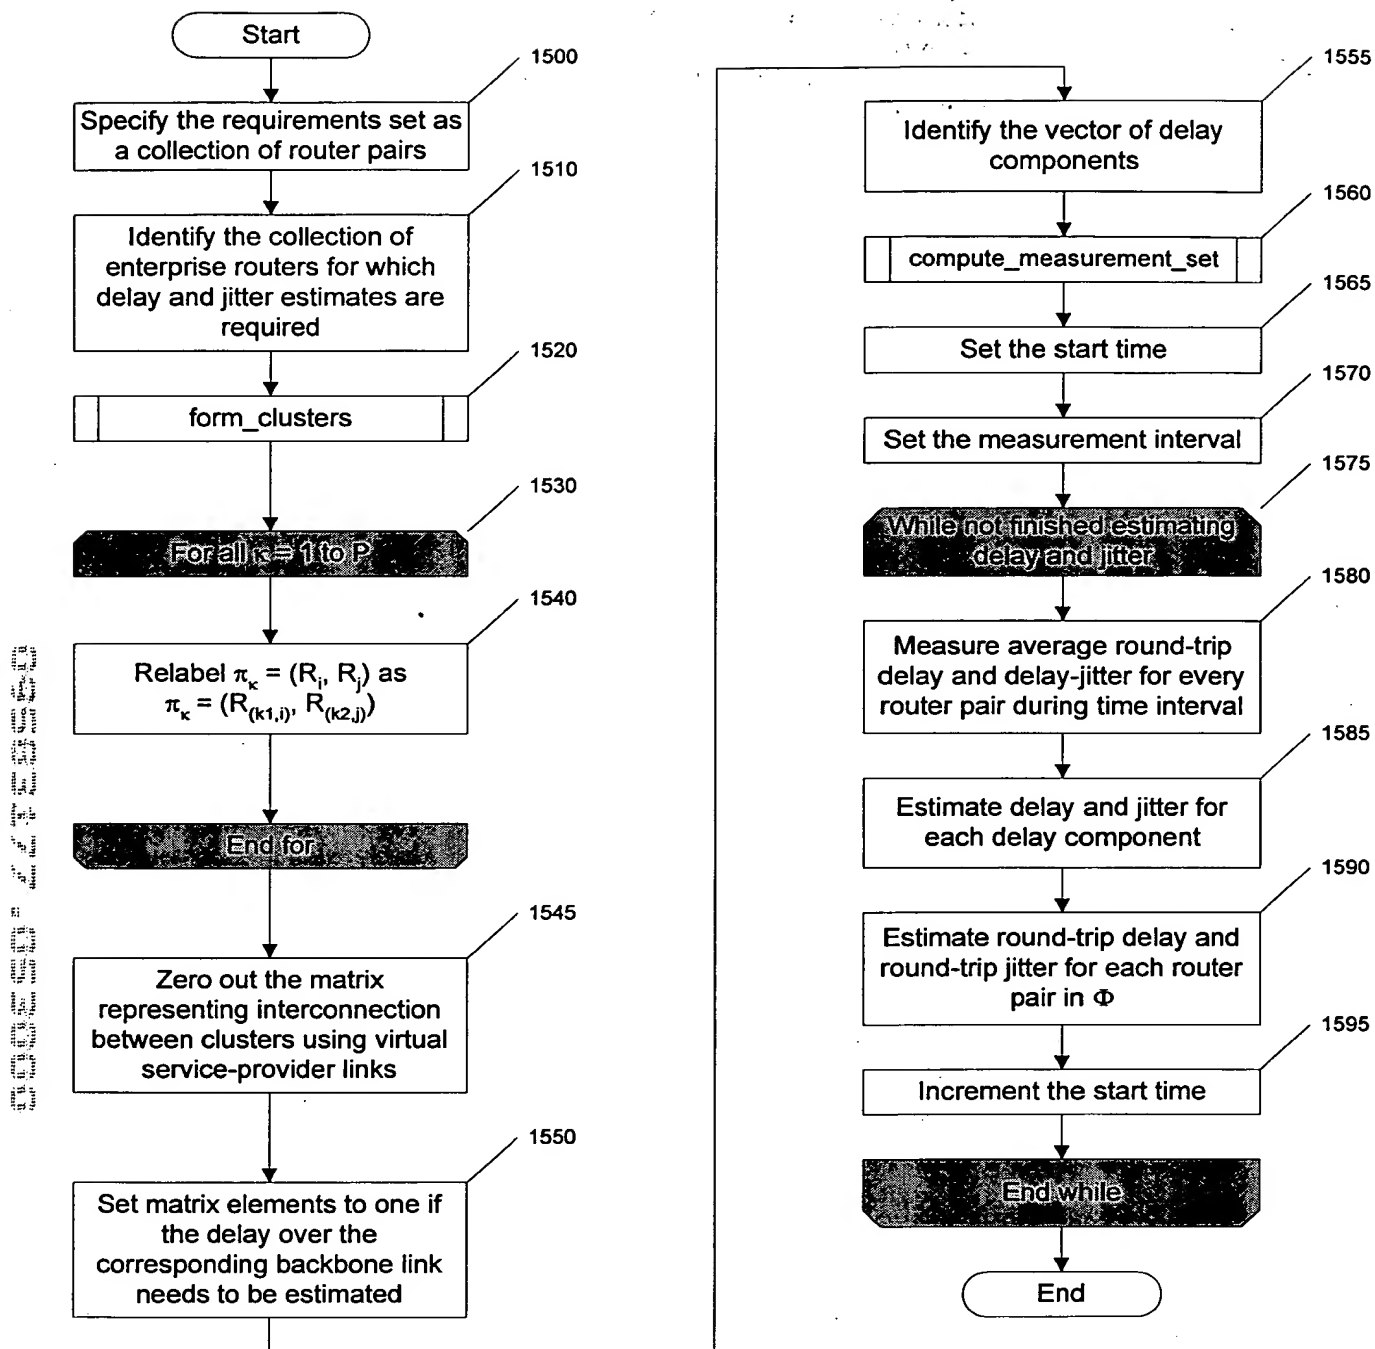 Start
1500
Specify the requirements set as
a collection of router pairs
1510
Identify the collection of
enterprise routers for which
delay and jitter estimates are
required
1520
form_clusters
1530
For all κ = 1 to P
1540
Relabel π_κ = (R_i, R_j) as
π_κ = (R_(k1,i), R_(k2,j))
End for
1545
Zero out the matrix
representing interconnection
between clusters using virtual
service-provider links
1550
Set matrix elements to one if
the delay over the
corresponding backbone link
needs to be estimated
1555
Identify the vector of delay
components
1560
compute_measurement_set
1565
Set the start time
1570
Set the measurement interval
1575
While not finished estimating
delay and jitter
1580
Measure average round-trip
delay and delay-jitter for every
router pair during time interval
1585
Estimate delay and jitter for
each delay component
1590
Estimate round-trip delay and
round-trip jitter for each router
pair in Φ
1595
Increment the start time
End while
End